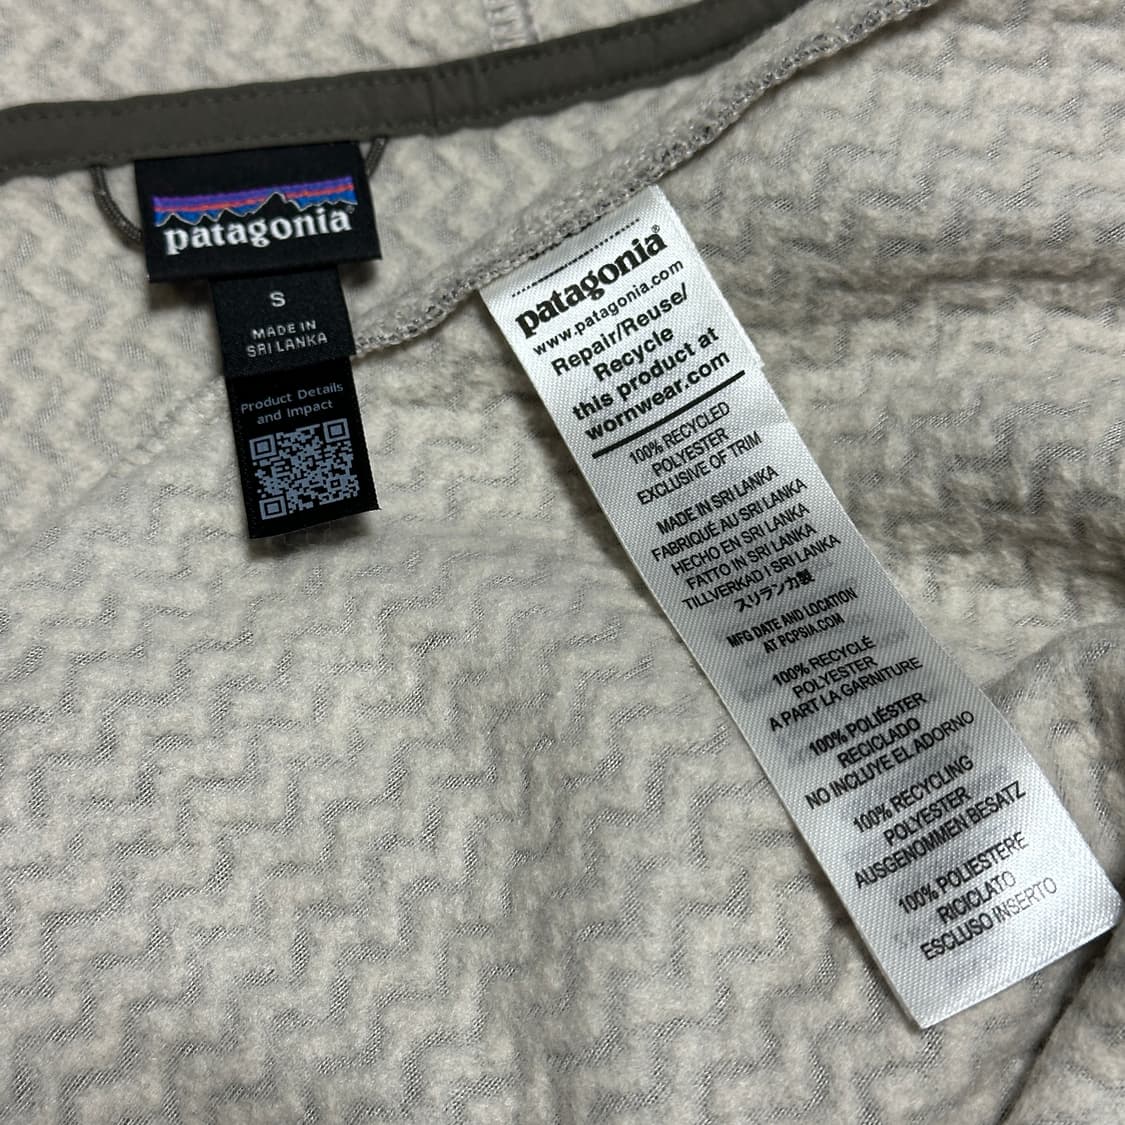 patagonia®
S
MADE IN
SRI LANKA
Product Details
and Impact
patagonia®
www.patagonia.com
Repair/Reuse/
Recycle
this product at
wornwear.com
100% RECYCLED
POLYESTER
EXCLUSIVE OF TRIM
MADE IN SRI LANKA
FABRIQUÉ AU SRI LANKA
HECHO EN SRI LANKA
FATTO IN SRI LANKA
TILLVERKAD I SRI LANKA
スリランカ製
MFG DATE AND LOCATION
AT PCPSIA.COM
100% RECYCLÉ
POLYESTER
A PART LA GARNITURE
100% POLIÉSTER
RECICLADO
NO INCLUYE EL ADORNO
100% RECYCLING
POLYESTER
AUSGENOMMEN BESATZ
100% POLIESTERE
RICICLATO
ESCLUSO INSERTO